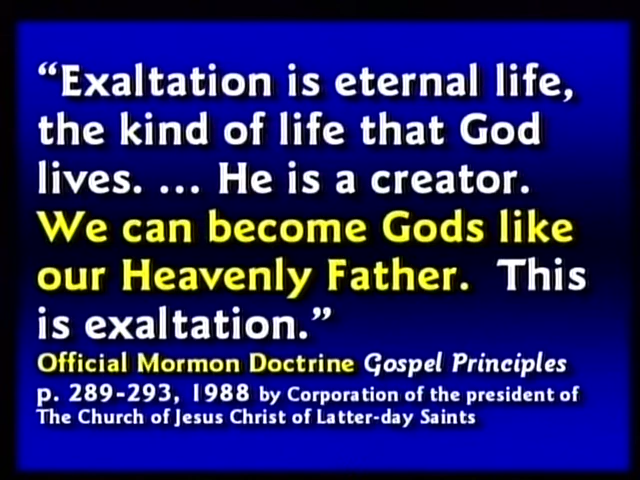 “Exaltation is eternal life,
the kind of life that God
lives. ... He is a creator.
We can become Gods like
our Heavenly Father. This
is exaltation.”
Official Mormon Doctrine Gospel Principles
p. 289-293, 1988 by Corporation of the president of
The Church of Jesus Christ of Latter-day Saints